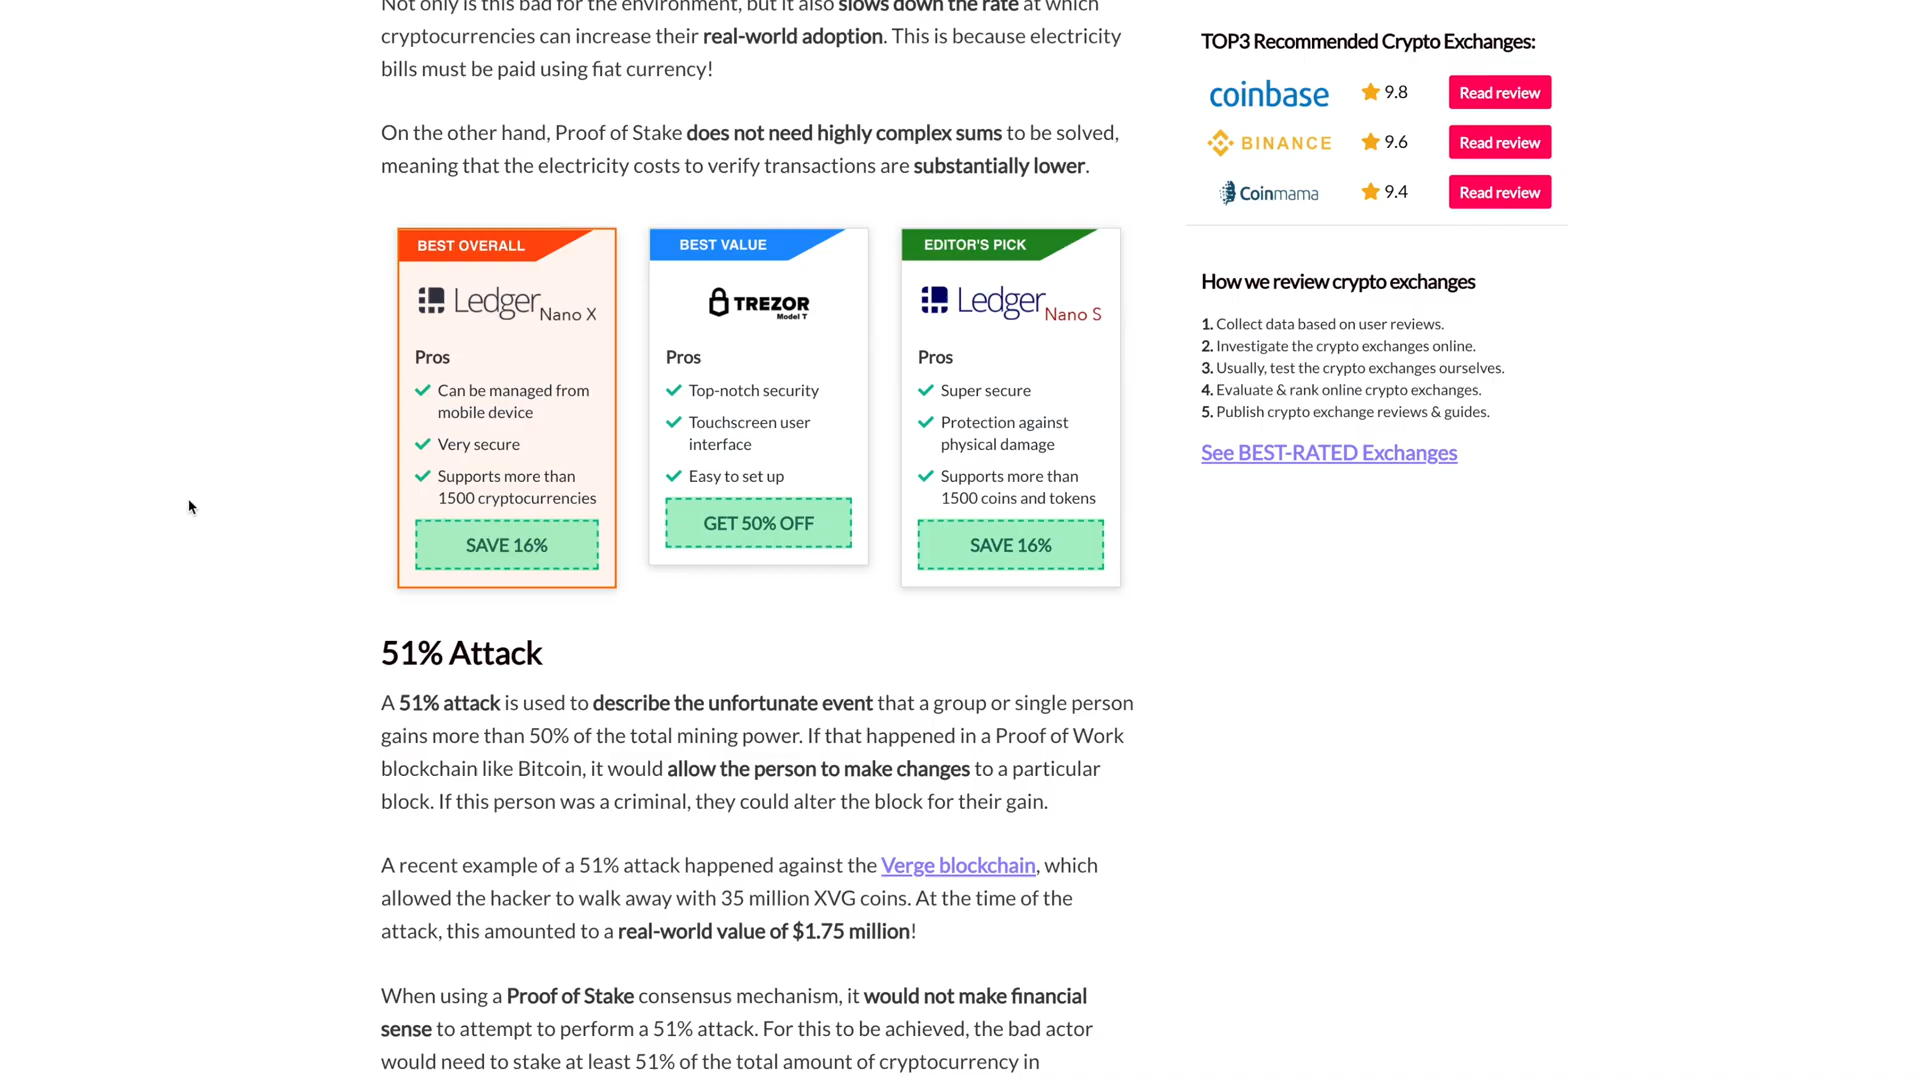 Not only is this bad for the environment, but it also slows down the rate at which
cryptocurrencies can increase their real-world adoption. This is because electricity
bills must be paid using fiat currency!
On the other hand, Proof of Stake does not need highly complex sums to be solved,
meaning that the electricity costs to verify transactions are substantially lower.
BEST OVERALL
Ledger Nano X
Pros
Can be managed from
mobile device
Very secure
Supports more than
1500 cryptocurrencies
SAVE 16%
BEST VALUE
TREZOR
Model T
Pros
Top-notch security
Touchscreen user
interface
Easy to set up
GET 50% OFF
EDITOR'S PICK
Ledger Nano S
Pros
Super secure
Protection against
physical damage
Supports more than
1500 coins and tokens
SAVE 16%
51% Attack
A 51% attack is used to describe the unfortunate event that a group or single person
gains more than 50% of the total mining power. If that happened in a Proof of Work
blockchain like Bitcoin, it would allow the person to make changes to a particular
block. If this person was a criminal, they could alter the block for their gain.
A recent example of a 51% attack happened against the Verge blockchain, which
allowed the hacker to walk away with 35 million XVG coins. At the time of the
attack, this amounted to a real-world value of $1.75 million!
When using a Proof of Stake consensus mechanism, it would not make financial
sense to attempt to perform a 51% attack. For this to be achieved, the bad actor
would need to stake at least 51% of the total amount of cryptocurrency in
TOP3 Recommended Crypto Exchanges:
coinbase 9.8 Read review
BINANCE 9.6 Read review
Coinmama 9.4 Read review
How we review crypto exchanges
1. Collect data based on user reviews.
2. Investigate the crypto exchanges online.
3. Usually, test the crypto exchanges ourselves.
4. Evaluate & rank online crypto exchanges.
5. Publish crypto exchange reviews & guides.
See BEST-RATED Exchanges